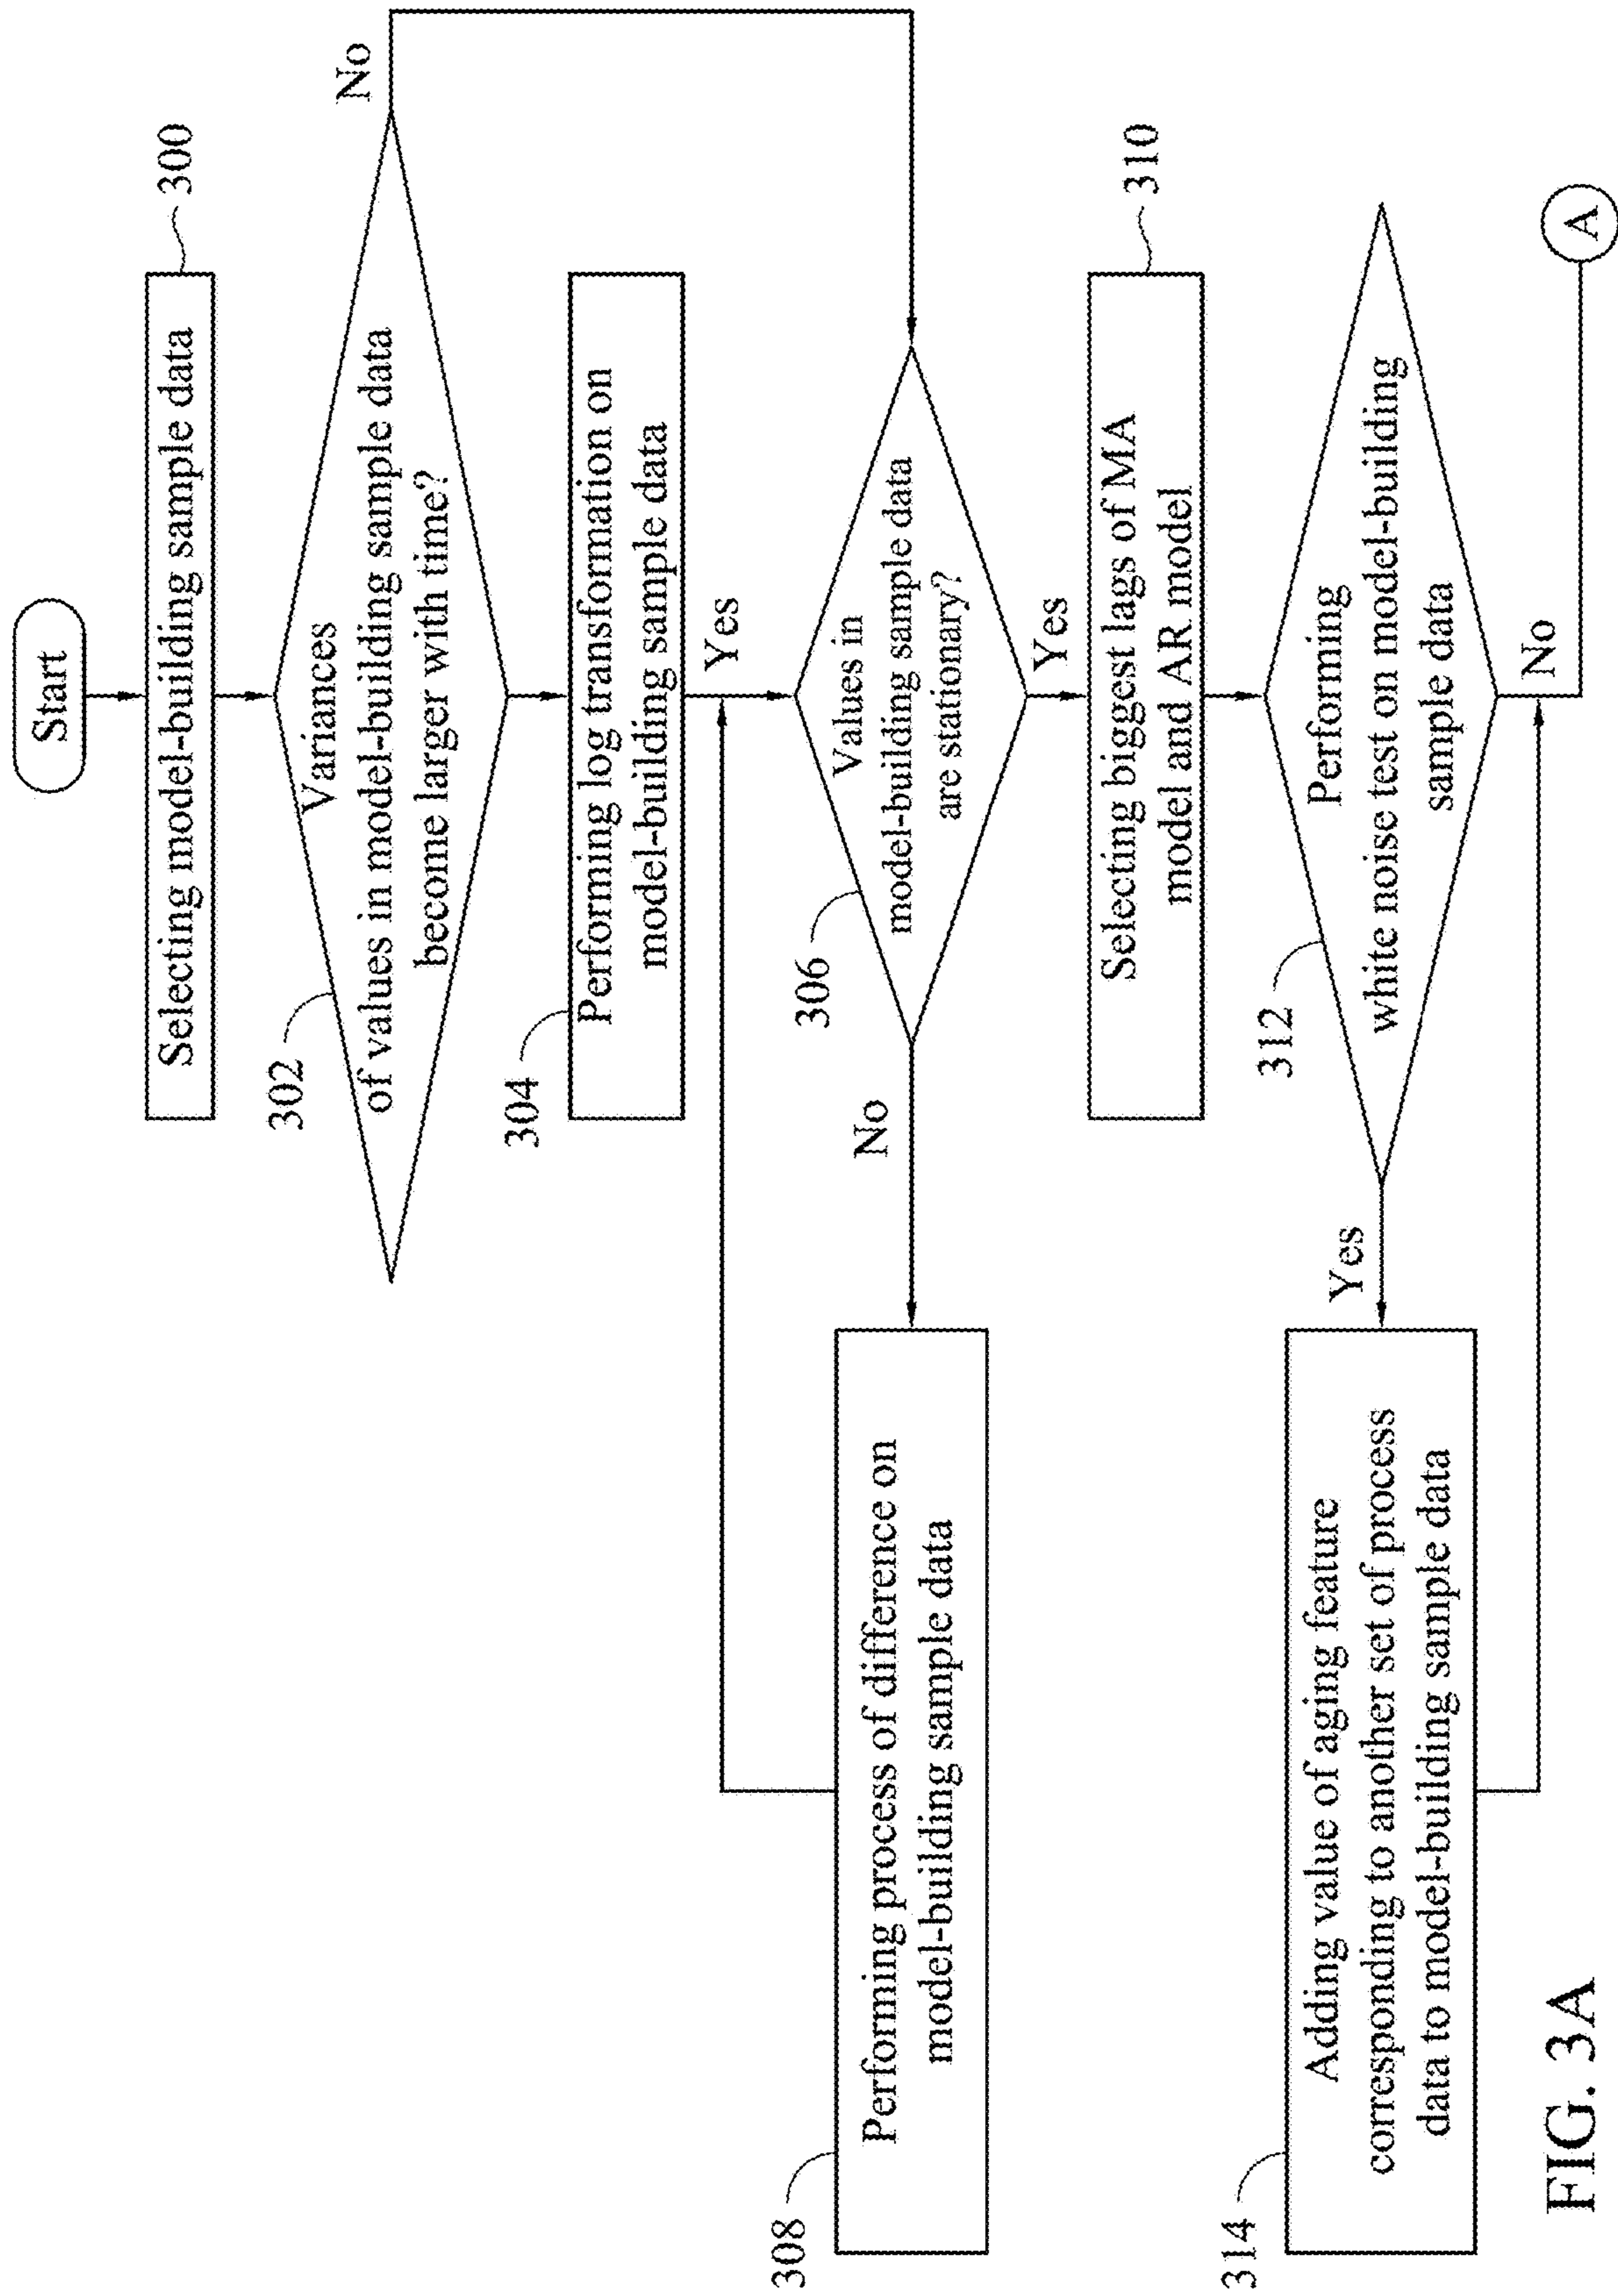 Start
Selecting model-building sample data
300
Variances
of values in model-building sample data
become larger with time?
302
No
Performing log transformation on
model-building sample data
304
Yes
Values in
model-building sample data
are stationary?
306
No
Performing process of difference on
model-building sample data
308
Yes
Selecting biggest lags of MA
model and AR model
310
Performing
white noise test on model-building
sample data
312
Yes
Adding value of aging feature
corresponding to another set of process
data to model-building sample data
314
No
A
FIG. 3A